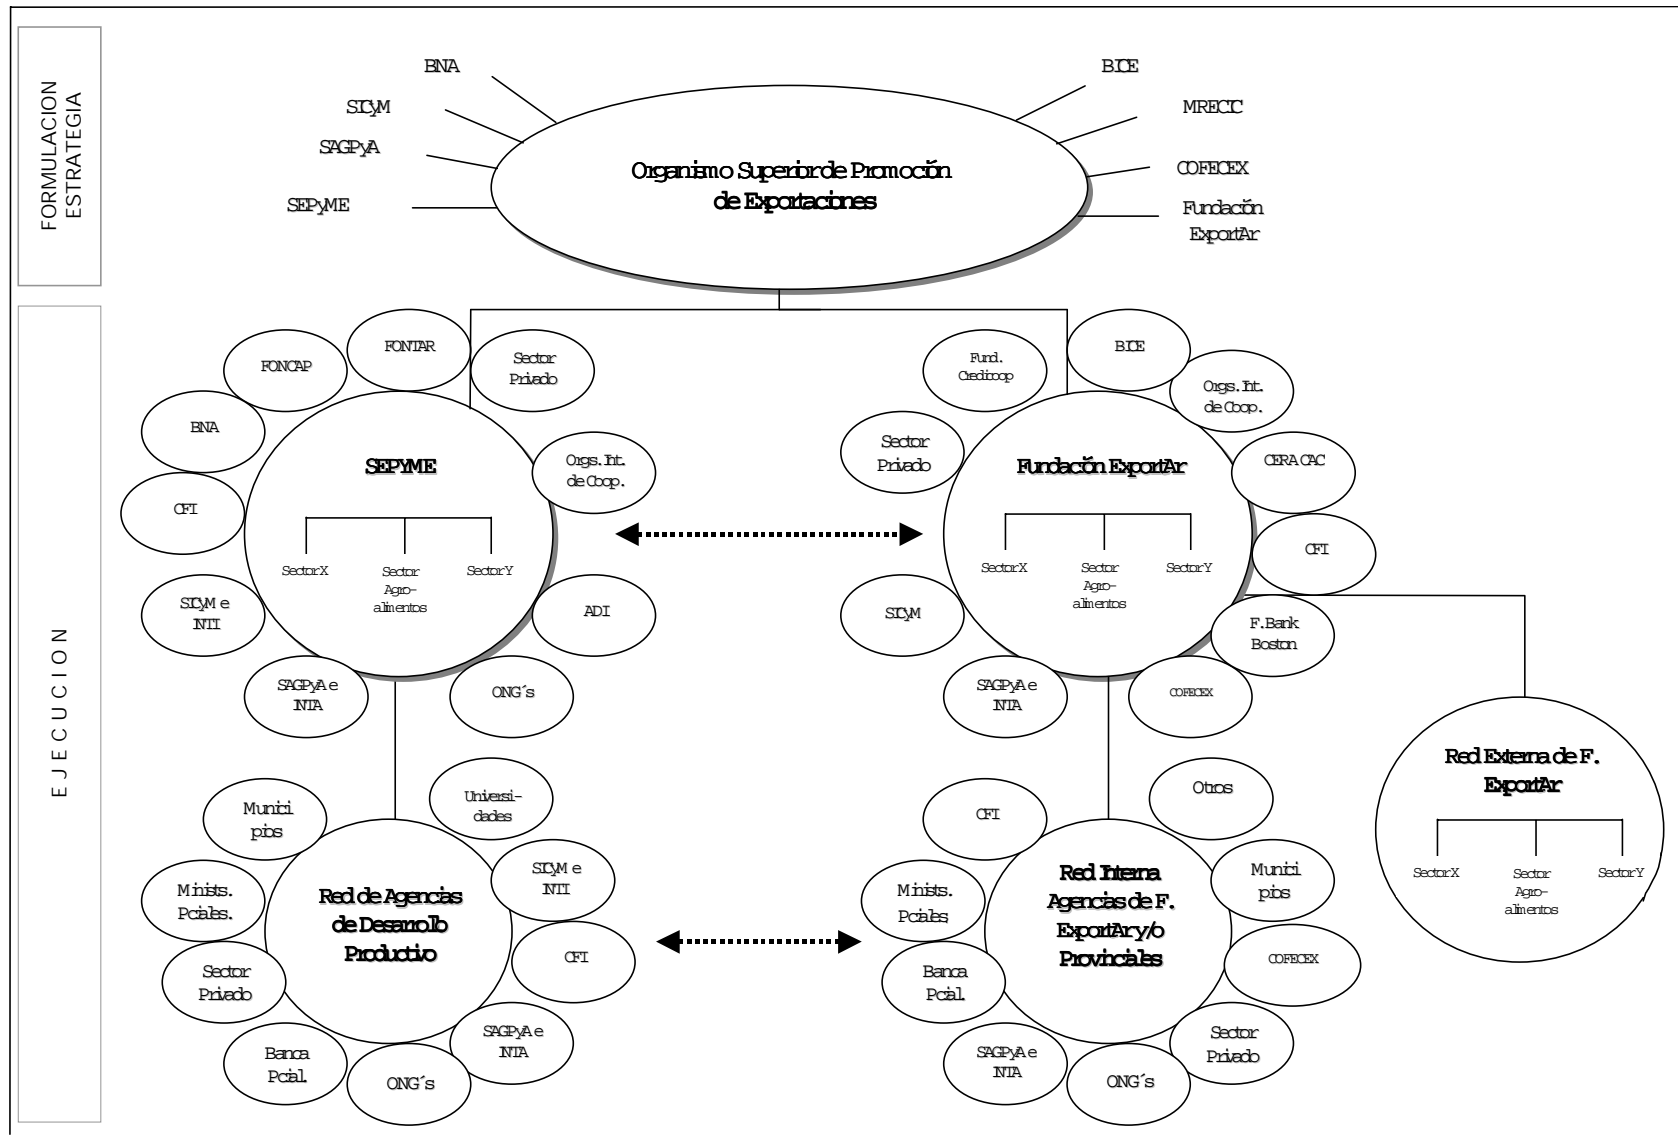 FORMULACION
ESTRATEGIA
BNA
SICyM
SAGPyA
SEPyME
Organismo Superior de Promoción
de Exportaciones
BICE
MRECIC
COFECEX
Fundación
ExportAr
EJECUCION
FONCAP
FONTAR
Sector
Privado
BNA
CFI
SICyM e
INTI
SAGPyA e
INTA
ONG´s
ADI
Orgs. Int.
de Coop.
SEPYME
Sector X
Sector
Agro-
alimentos
Sector Y
Fund.
Credicoop
BICE
Orgs. Int.
de Coop.
Sector
Privado
CERA CAC
CFI
SICyM
F. Bank
Boston
SAGPyA e
INTA
COFECEX
Fundación ExportAr
Sector X
Sector
Agro-
alimentos
Sector Y
Red Externa de F.
ExportAr
Sector X
Sector
Agro-
alimentos
Sector Y
Munici
pios
Universi-
dades
Minists.
Pciales.
SICyM e
INTI
Sector
Privado
CFI
Banca
Pcial.
ONG´s
SAGPyA e
INTA
Red de Agencias
de Desarrollo
Productivo
CFI
Otros
Minists.
Pciales
Munici
pios
Banca
Pcial.
COFECEX
SAGPyA e
INTA
ONG´s
Sector
Privado
Red Interna
Agencias de F.
ExportAr y/o
Provinciales